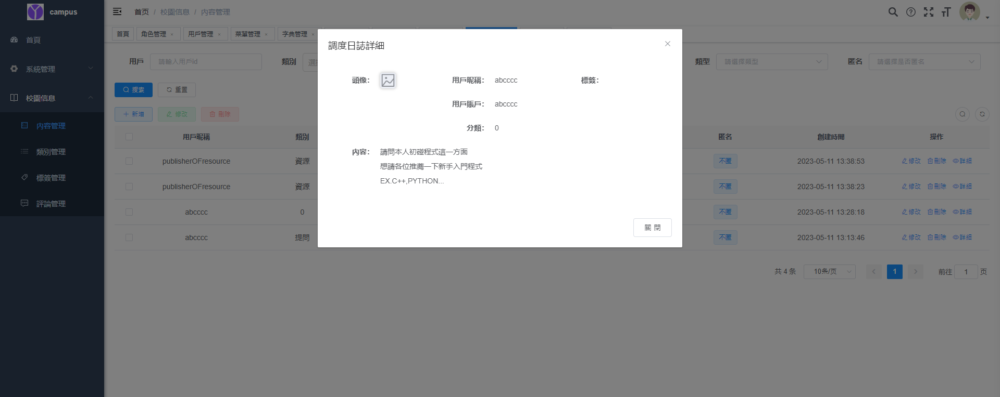 campus
首页 / 校園信息 / 內容管理
首頁
系統管理
校園信息
內容管理
類別管理
標簽管理
評論管理
首頁 角色管理 × 用戶管理 × 菜單管理 × 字典管理 ×
用戶 請輸入用戶id 類別
類型 請選擇類型 匿名 請選擇是否匿名
搜索 重置
新增 修改 刪除
用戶昵稱 類別 匿名 創建時間 操作
publisherOFresource 資源 不匿 2023-05-11 13:38:53 修改 刪除 詳細
publisherOFresource 資源 不匿 2023-05-11 13:38:23 修改 刪除 詳細
abcccc 0 不匿 2023-05-11 13:28:18 修改 刪除 詳細
abcccc 提問 不匿 2023-05-11 13:13:46 修改 刪除 詳細
共 4 条 10条/页 1 前往 1 页
調度日誌詳細
頭像： 用戶昵稱： abcccc 標簽：
用戶賬戶： abcccc
分類： 0
內容： 請問本人初碰程式這一方面
想請各位推薦一下新手入門程式
EX.C++,PYTHON...
關 閉